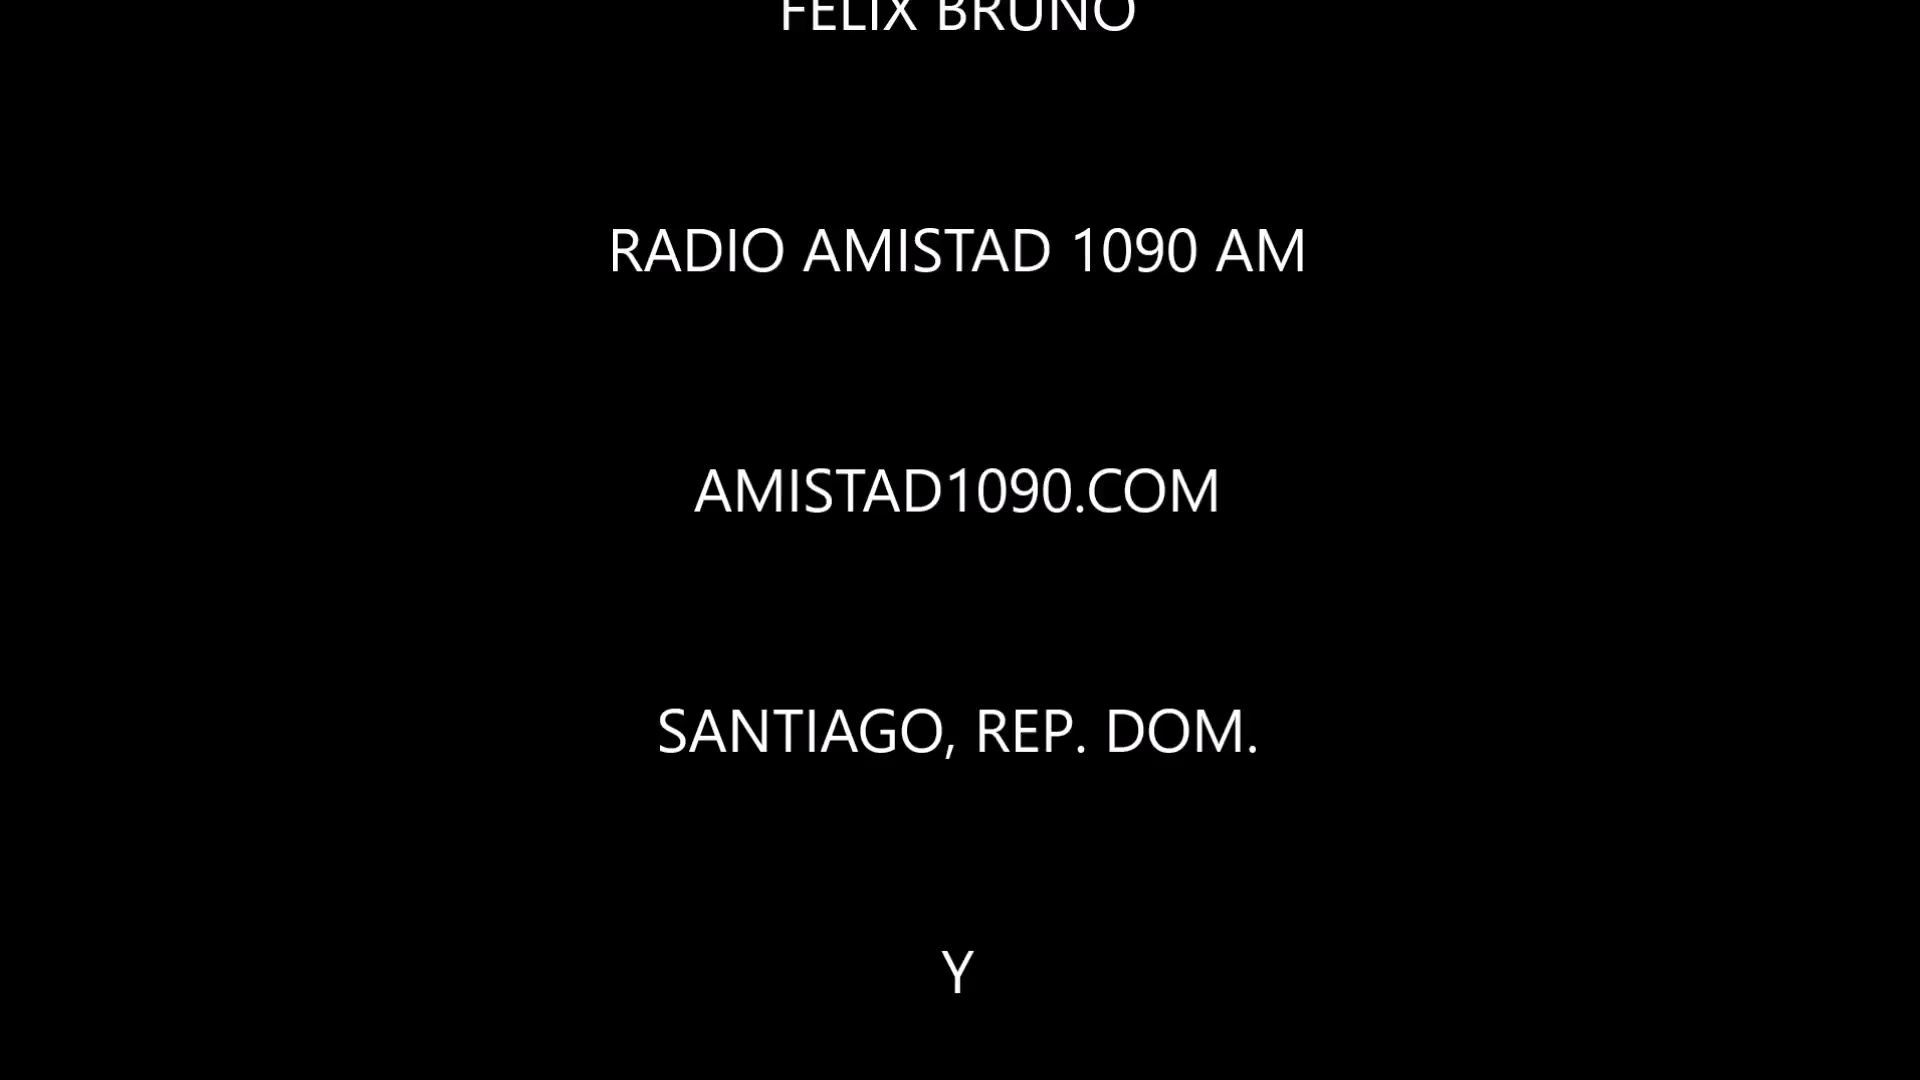 FELIX BRUNO
RADIO AMISTAD 1090 AM
AMISTAD1090.COM
SANTIAGO, REP. DOM.
Y